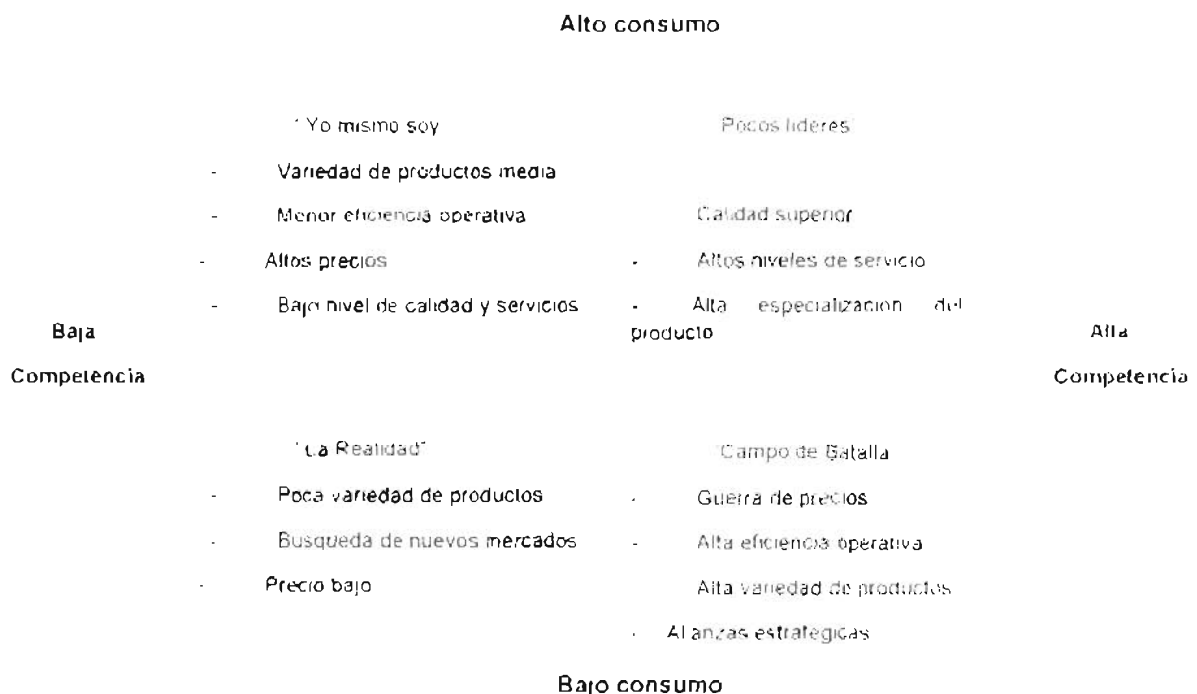 Alto consumo
"Yo mismo soy
- Variedad de productos media
- Menor eficiencia operativa
- Altos precios
- Bajo nivel de calidad y servicios
Pocos lideres"
Calidad superior
- Altos niveles de servicio
- Alta especialización del
producto
Baja
Competencia
Alta
Competencia
"La Realidad"
- Poca variedad de productos
- Busqueda de nuevos mercados
- Precio bajo
"Campo de Batalla
- Guerra de precios
- Alta eficiencia operativa
Alta variedad de productos
- Alianzas estrategicas
Bajo consumo